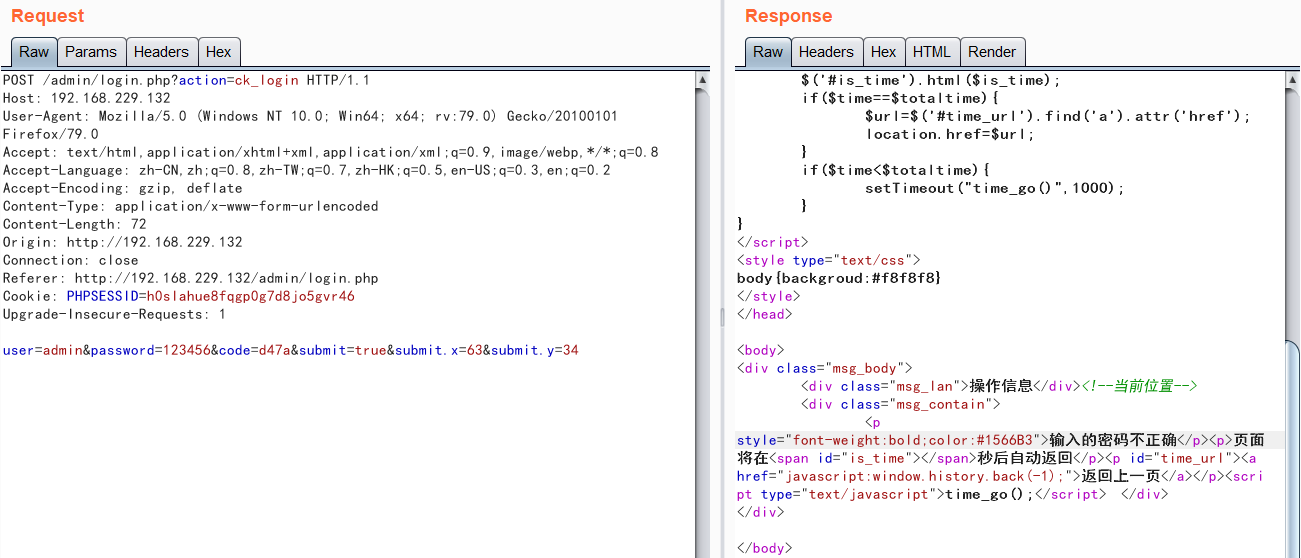 Request
Raw Params Headers Hex
POST /admin/login.php?action=ck_login HTTP/1.1
Host: 192.168.229.132
User-Agent: Mozilla/5.0 (Windows NT 10.0; Win64; x64; rv:79.0) Gecko/20100101
Firefox/79.0
Accept: text/html,application/xhtml+xml,application/xml;q=0.9,image/webp,*/*;q=0.8
Accept-Language: zh-CN,zh;q=0.8,zh-TW;q=0.7,zh-HK;q=0.5,en-US;q=0.3,en;q=0.2
Accept-Encoding: gzip, deflate
Content-Type: application/x-www-form-urlencoded
Content-Length: 72
Origin: http://192.168.229.132
Connection: close
Referer: http://192.168.229.132/admin/login.php
Cookie: PHPSESSID=h0slahue8fqgp0g7d8jo5gvr46
Upgrade-Insecure-Requests: 1
user=admin&password=123456&code=d47a&submit=true&submit.x=63&submit.y=34
Response
Raw Headers Hex HTML Render
$('#is_time').html($is_time);
if($time==$totaltime){
$url=$('#time_url').find('a').attr('href');
location.href=$url;
}
if($time<$totaltime){
setTimeout("time_go()",1000);
}
}
</script>
<style type="text/css">
body{backgroud:#f8f8f8}
</style>
</head>
<body>
<div class="msg_body">
<div class="msg_lan">操作信息</div><!--当前位置-->
<div class="msg_contain">
<p
style="font-weight:bold;color:#1566B3">输入的密码不正确</p><p>页面
将在<span id="is_time"></span>秒后自动返回</p><p id="time_url"><a
href="javascript:window.history.back(-1);">返回上一页</a></p><scri
pt type="text/javascript">time_go();</script> </div>
</div>
</body>